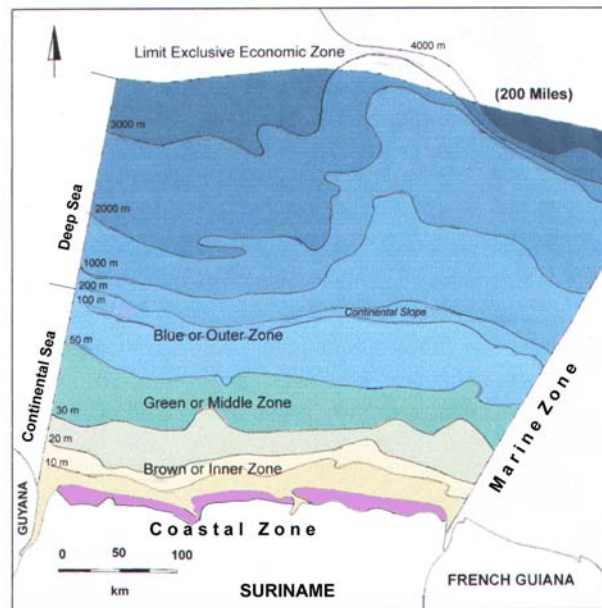 4000 m
Limit Exclusive Economic Zone
(200 Miles)
3000 m
Deep Sea
2000 m
1000 m
200 m
100 m
Continental Slope
Blue or Outer Zone
50 m
Continental Sea
Green or Middle Zone
Marine Zone
30 m
20 m
Brown or Inner Zone
10 m
GUYANA
Coastal Zone
0 50 100
km
SURINAME
FRENCH GUIANA